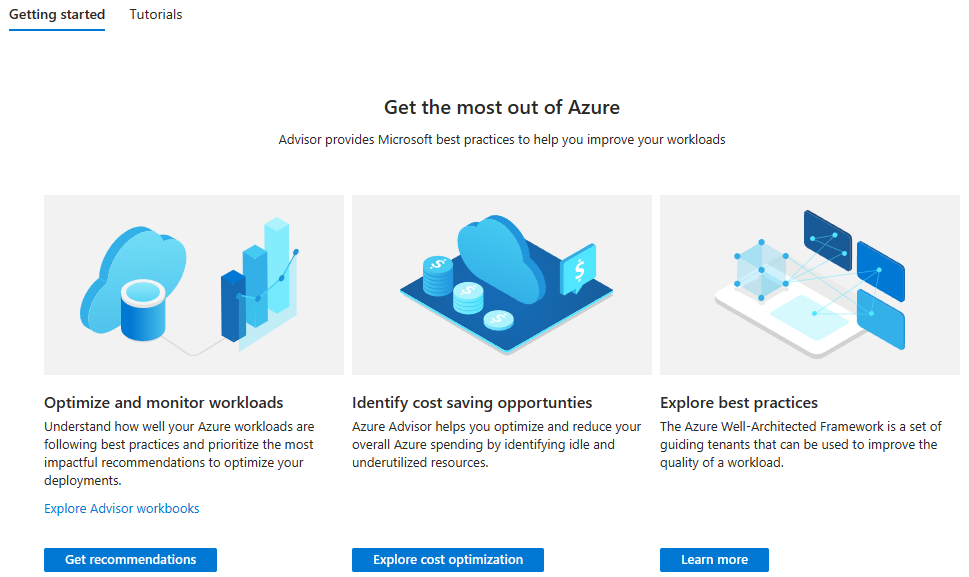 Getting started
Tutorials
Get the most out of Azure
Advisor provides Microsoft best practices to help you improve your workloads
Optimize and monitor workloads
Understand how well your Azure workloads are
following best practices and prioritize the most
impactful recommendations to optimize your
deployments.
Explore Advisor workbooks
Get recommendations
Identify cost saving opportunties
Azure Advisor helps you optimize and reduce your
overall Azure spending by identifying idle and
underutilized resources.
Explore cost optimization
Explore best practices
The Azure Well-Architected Framework is a set of
guiding tenants that can be used to improve the
quality of a workload.
Learn more